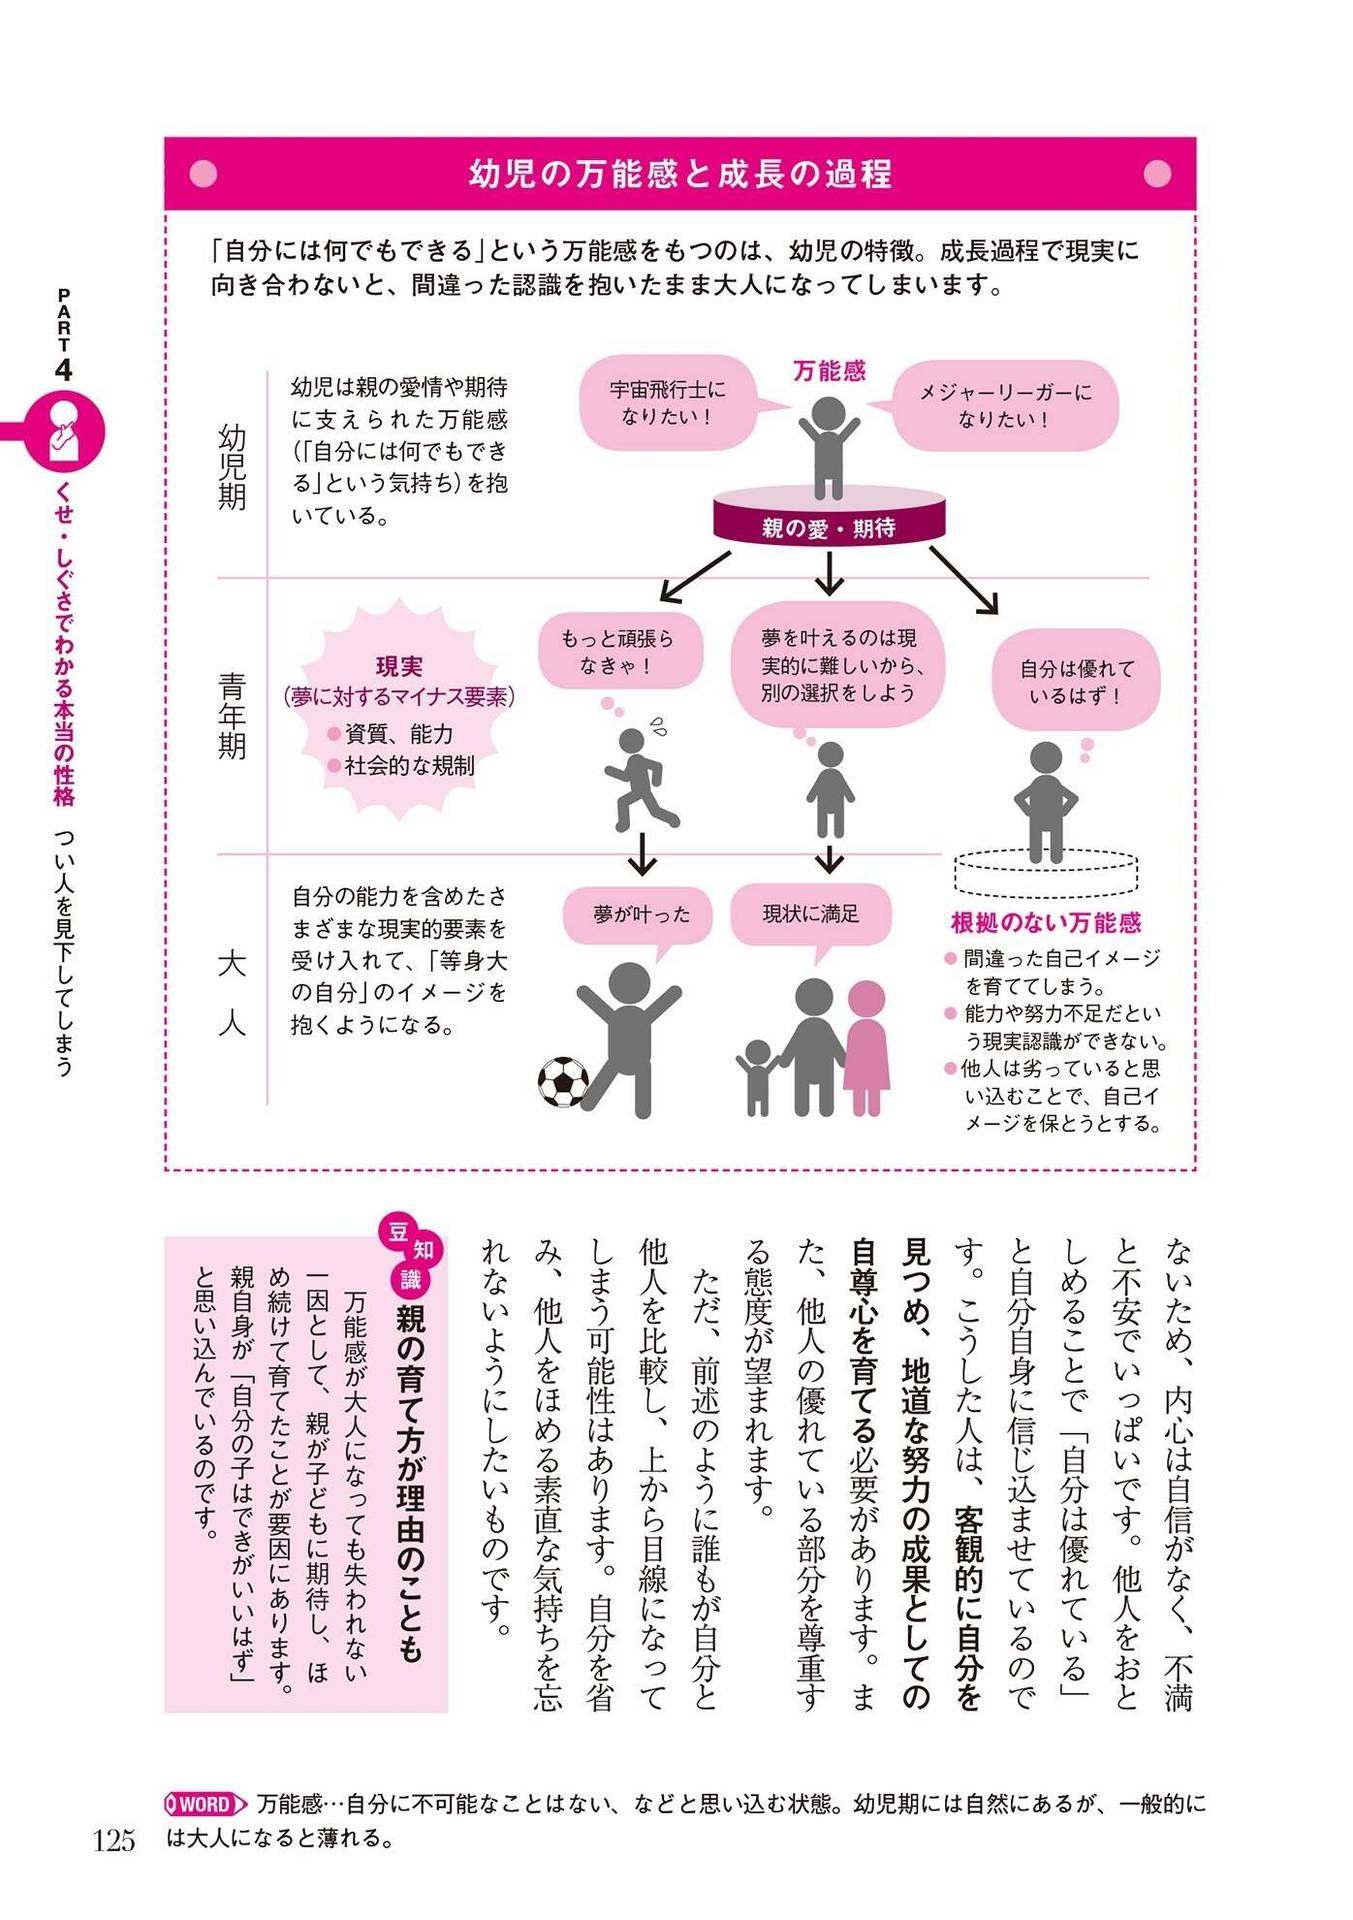 幼児の万能感と成長の過程
「自分には何でもできる」という万能感をもつのは、幼児の特徴。成長過程で現実に
向き合わないと、間違った認識を抱いたまま大人になってしまいます。
幼児期
幼児は親の愛情や期待
に支えられた万能感
(「自分には何でもでき
る」という気持ち)を抱
いている。
宇宙飛行士に
なりたい!
万能感
メジャーリーガーに
なりたい!
親の愛・期待
青年期
現実
(夢に対するマイナス要素)
●資質、能力
●社会的な規制
もっと頑張ら
なきゃ!
夢を叶えるのは現
実的に難しいから、
別の選択をしよう
自分は優れて
いるはず!
大人
自分の能力を含めたさ
まざまな現実的要素を
受け入れて、「等身大
の自分」のイメージを
抱くようになる。
夢が叶った
現状に満足
根拠のない万能感
●間違った自己イメージ
を育ててしまう。
●能力や努力不足だとい
う現実認識ができない。
●他人は劣っていると思
い込むことで、自己イ
メージを保とうとする。
PART4
くせ・しぐさでわかる本当の性格 つい人を見下してしまう
ないため、内心は自信がなく、不満
と不安でいっぱいです。他人をおと
しめることで「自分は優れている」
と自分自身に信じ込ませているので
す。こうした人は、客観的に自分を
見つめ、地道な努力の成果としての
自尊心を育てる必要があります。ま
た、他人の優れている部分を尊重す
る態度が望まれます。
ただ、前述のように誰もが自分と
他人を比較し、上から目線になって
しまう可能性はあります。自分を省
み、他人をほめる素直な気持ちを忘
れないようにしたいものです。
豆知識
親の育て方が理由のことも
万能感が大人になっても失われない
一因として、親が子どもに期待し、ほ
め続けて育てたことが要因にあります。
親自身が「自分の子はできがいいはず」
と思い込んでいるのです。
WORD 万能感…自分に不可能なことはない、などと思い込む状態。幼児期には自然にあるが、一般的に
は大人になると薄れる。
125